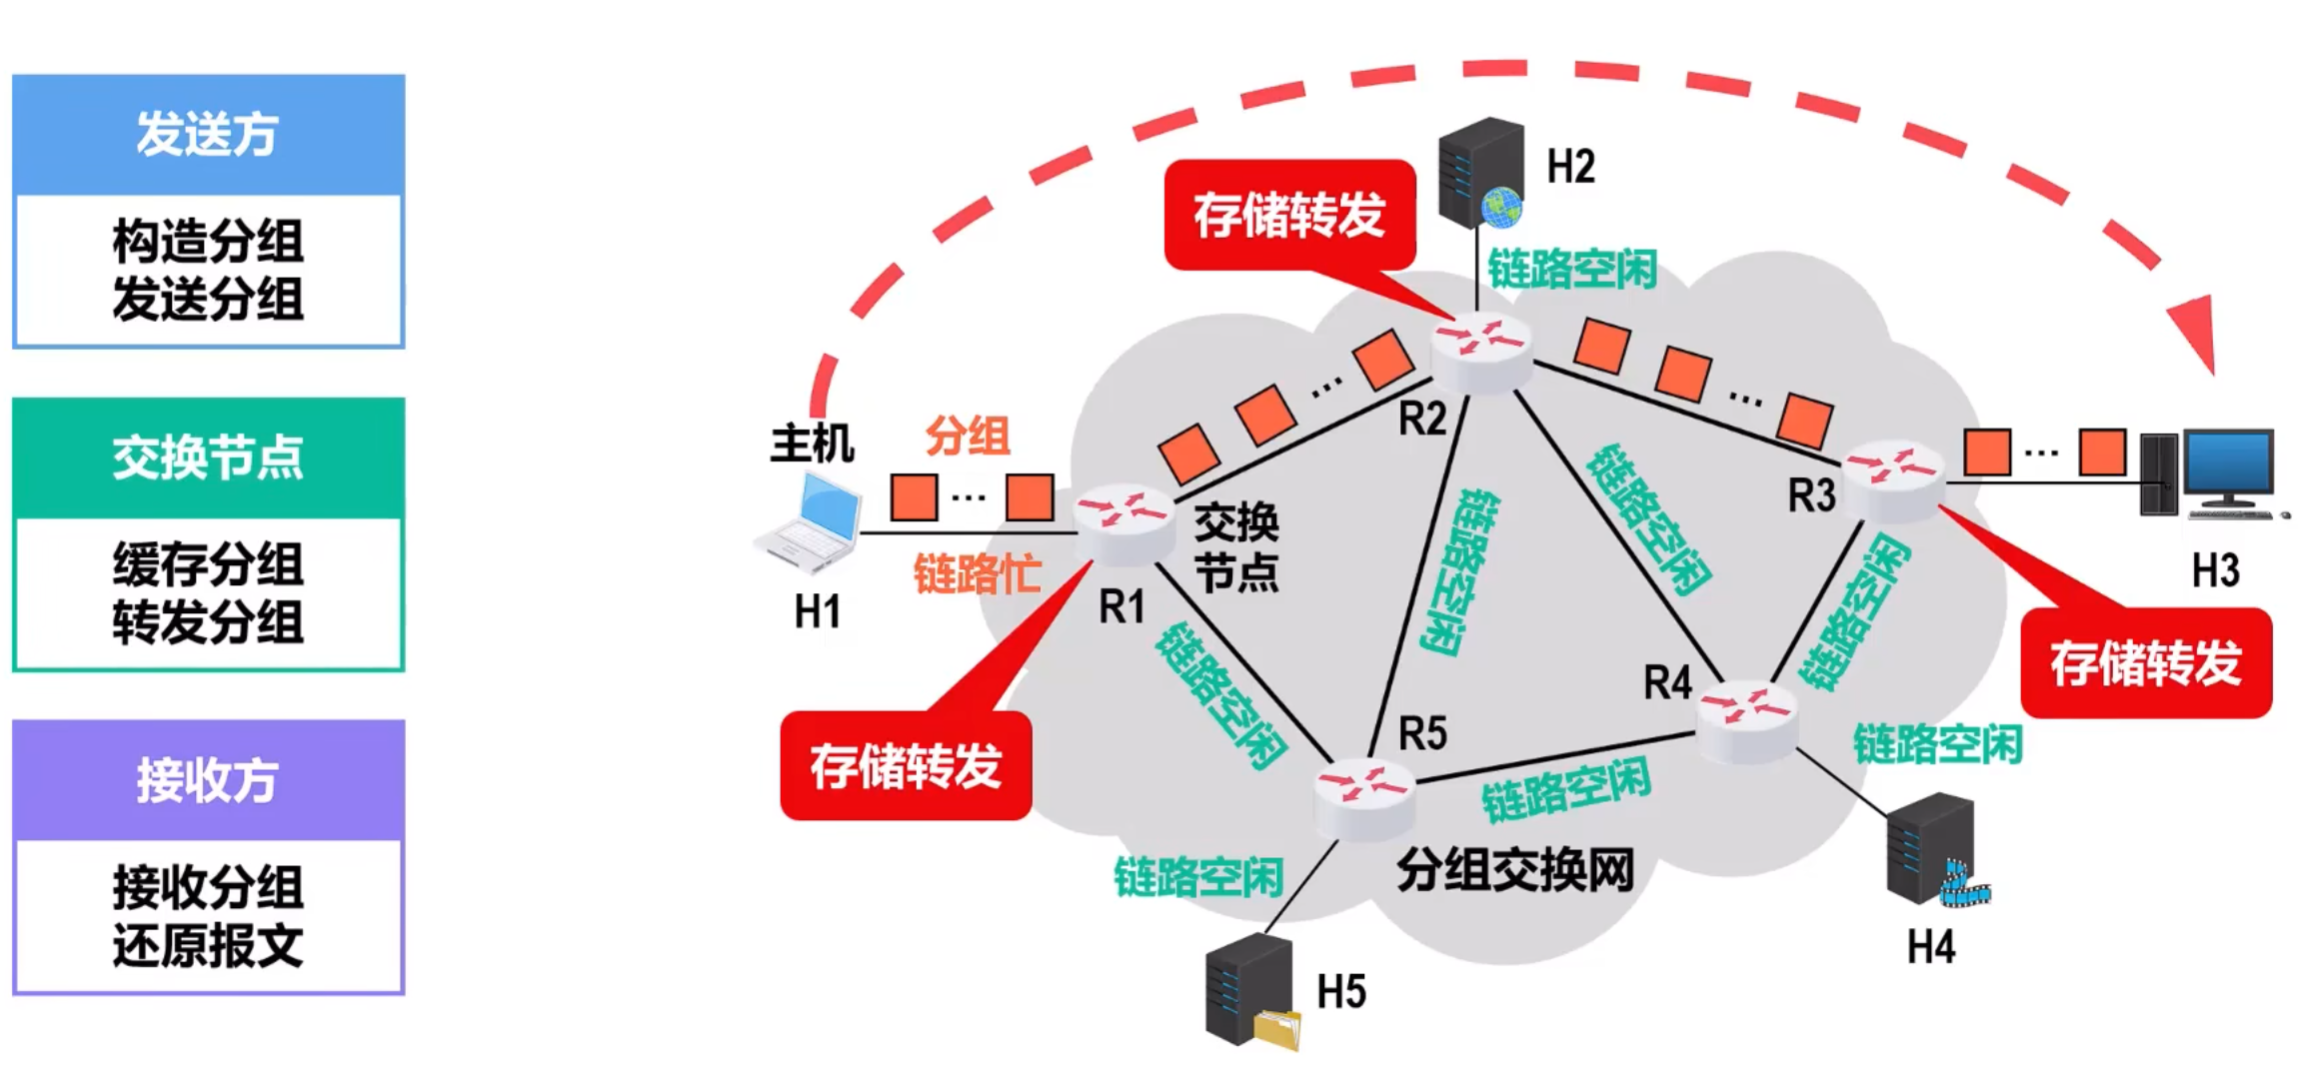 发送方
构造分组
发送分组
交换节点
缓存分组
转发分组
接收方
接收分组
还原报文
H2
存储转发
链路空闲
主机
分组
...
...
R2
...
...
R3
H1
链路忙
R1
交换
节点
链路空闲
链路空闲
链路空闲
链路空闲
H3
存储转发
存储转发
R4
R5
链路空闲
链路空闲
链路空闲
分组交换网
H4
H5